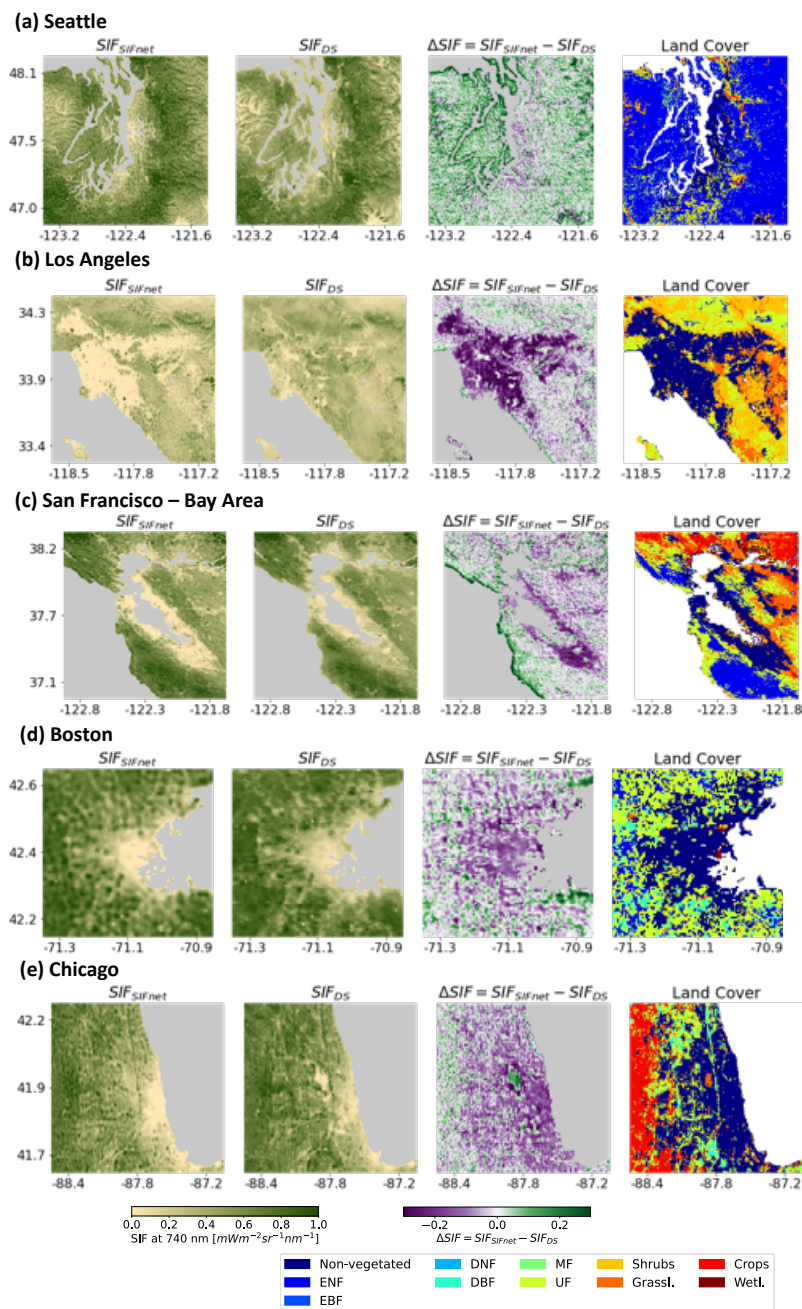 (a) Seattle
SIF_SIFnet SIF_DS ΔSIF = SIF_SIFnet − SIF_DS Land Cover
48.1
47.5
47.0
-123.2 -122.4 -121.6 -123.2 -122.4 -121.6 -123.2 -122.4 -121.6 -123.2 -122.4 -121.6
(b) Los Angeles
SIF_SIFnet SIF_DS ΔSIF = SIF_SIFnet − SIF_DS Land Cover
34.3
33.9
33.4
-118.5 -117.8 -117.2 -118.5 -117.8 -117.2 -118.5 -117.8 -117.2 -118.5 -117.8 -117.2
(c) San Francisco – Bay Area
SIF_SIFnet SIF_DS ΔSIF = SIF_SIFnet − SIF_DS Land Cover
38.2
37.7
37.1
-122.8 -122.3 -121.8 -122.8 -122.3 -121.8 -122.8 -122.3 -121.8 -122.8 -122.3 -121.8
(d) Boston
SIF_SIFnet SIF_DS ΔSIF = SIF_SIFnet − SIF_DS Land Cover
42.6
42.4
42.2
-71.3 -71.1 -70.9 -71.3 -71.1 -70.9 -71.3 -71.1 -70.9 -71.3 -71.1 -70.9
(e) Chicago
SIF_SIFnet SIF_DS ΔSIF = SIF_SIFnet − SIF_DS Land Cover
42.2
41.9
41.7
-88.4 -87.8 -87.2 -88.4 -87.8 -87.2 -88.4 -87.8 -87.2 -88.4 -87.8 -87.2
0.0 0.2 0.4 0.6 0.8 1.0 −0.2 0.0 0.2
SIF at 740 nm [mWm⁻²sr⁻¹nm⁻¹] ΔSIF = SIF_SIFnet − SIF_DS
Non-vegetated DNF MF Shrubs Crops
ENF DBF UF Grassl. Wetl.
EBF